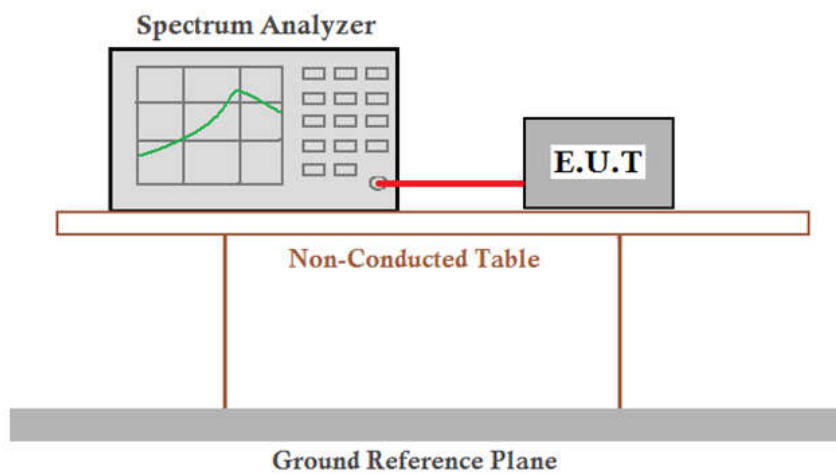 Spectrum Analyzer
E.U.T
Non-Conducted Table
Ground Reference Plane